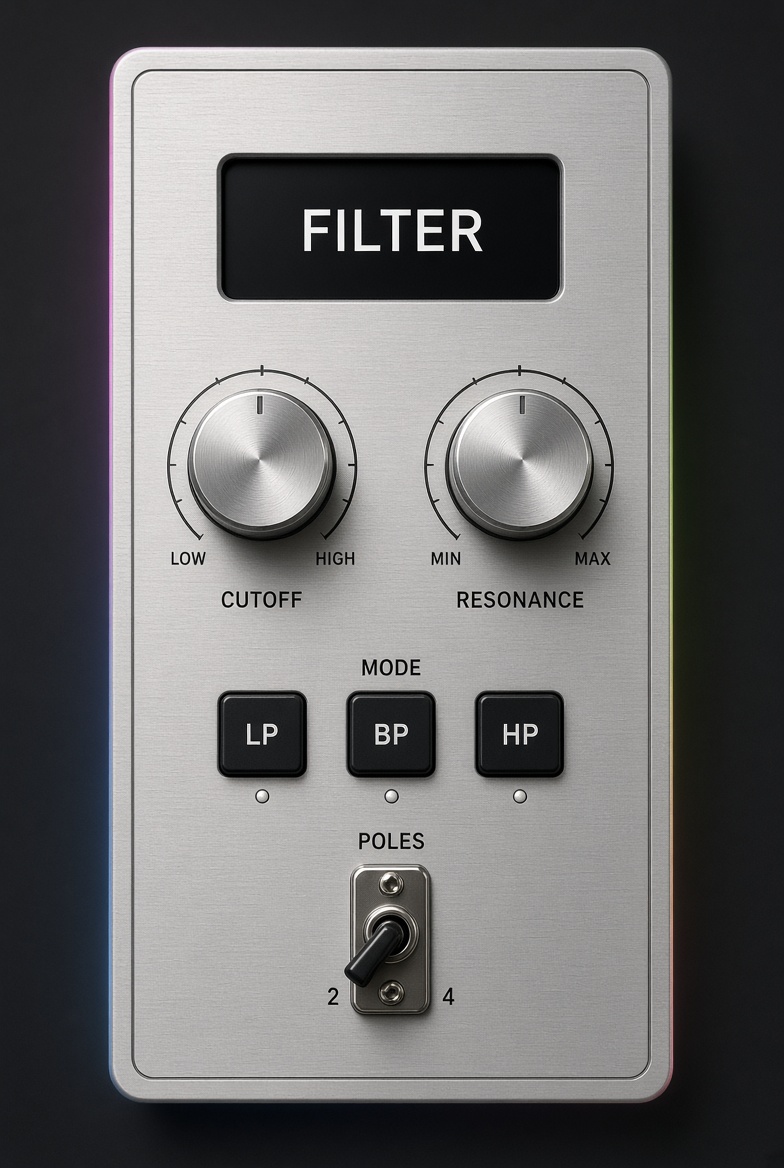 FILTER
LOW HIGH MIN MAX
CUTOFF RESONANCE
MODE
LP BP HP
POLES
2 4